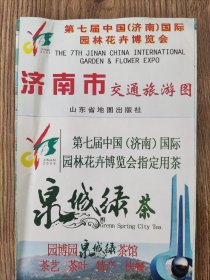 第七届中国(济南)国际
园林花卉博览会
THE 7TH JINAN CHINA INTERNATIONAL
GARDEN & FLOWER EXPO
济南市交通旅游图
山东省地图出版社
第七届中国(济南)国际
园林花卉博览会指定用茶
泉城绿茶
Green Spring City Tea
园博园泉城绿茶馆
茶艺 茶叶